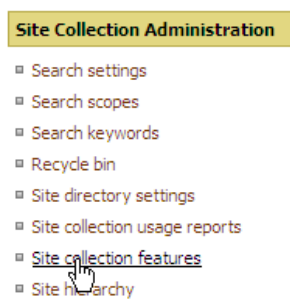 Site Collection Administration
Search settings
Search scopes
Search keywords
Recycle bin
Site directory settings
Site collection usage reports
Site collection features
Site hierarchy